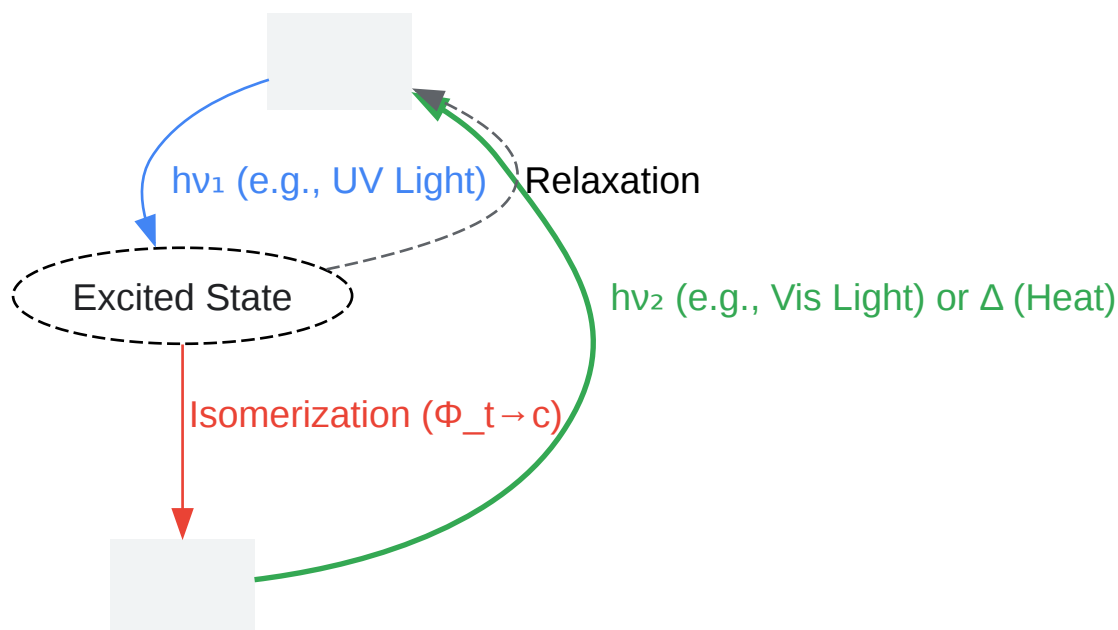 hν₁ (e.g., UV Light)
Relaxation
Excited State
hν₂ (e.g., Vis Light) or Δ (Heat)
Isomerization (Φ_t→c)